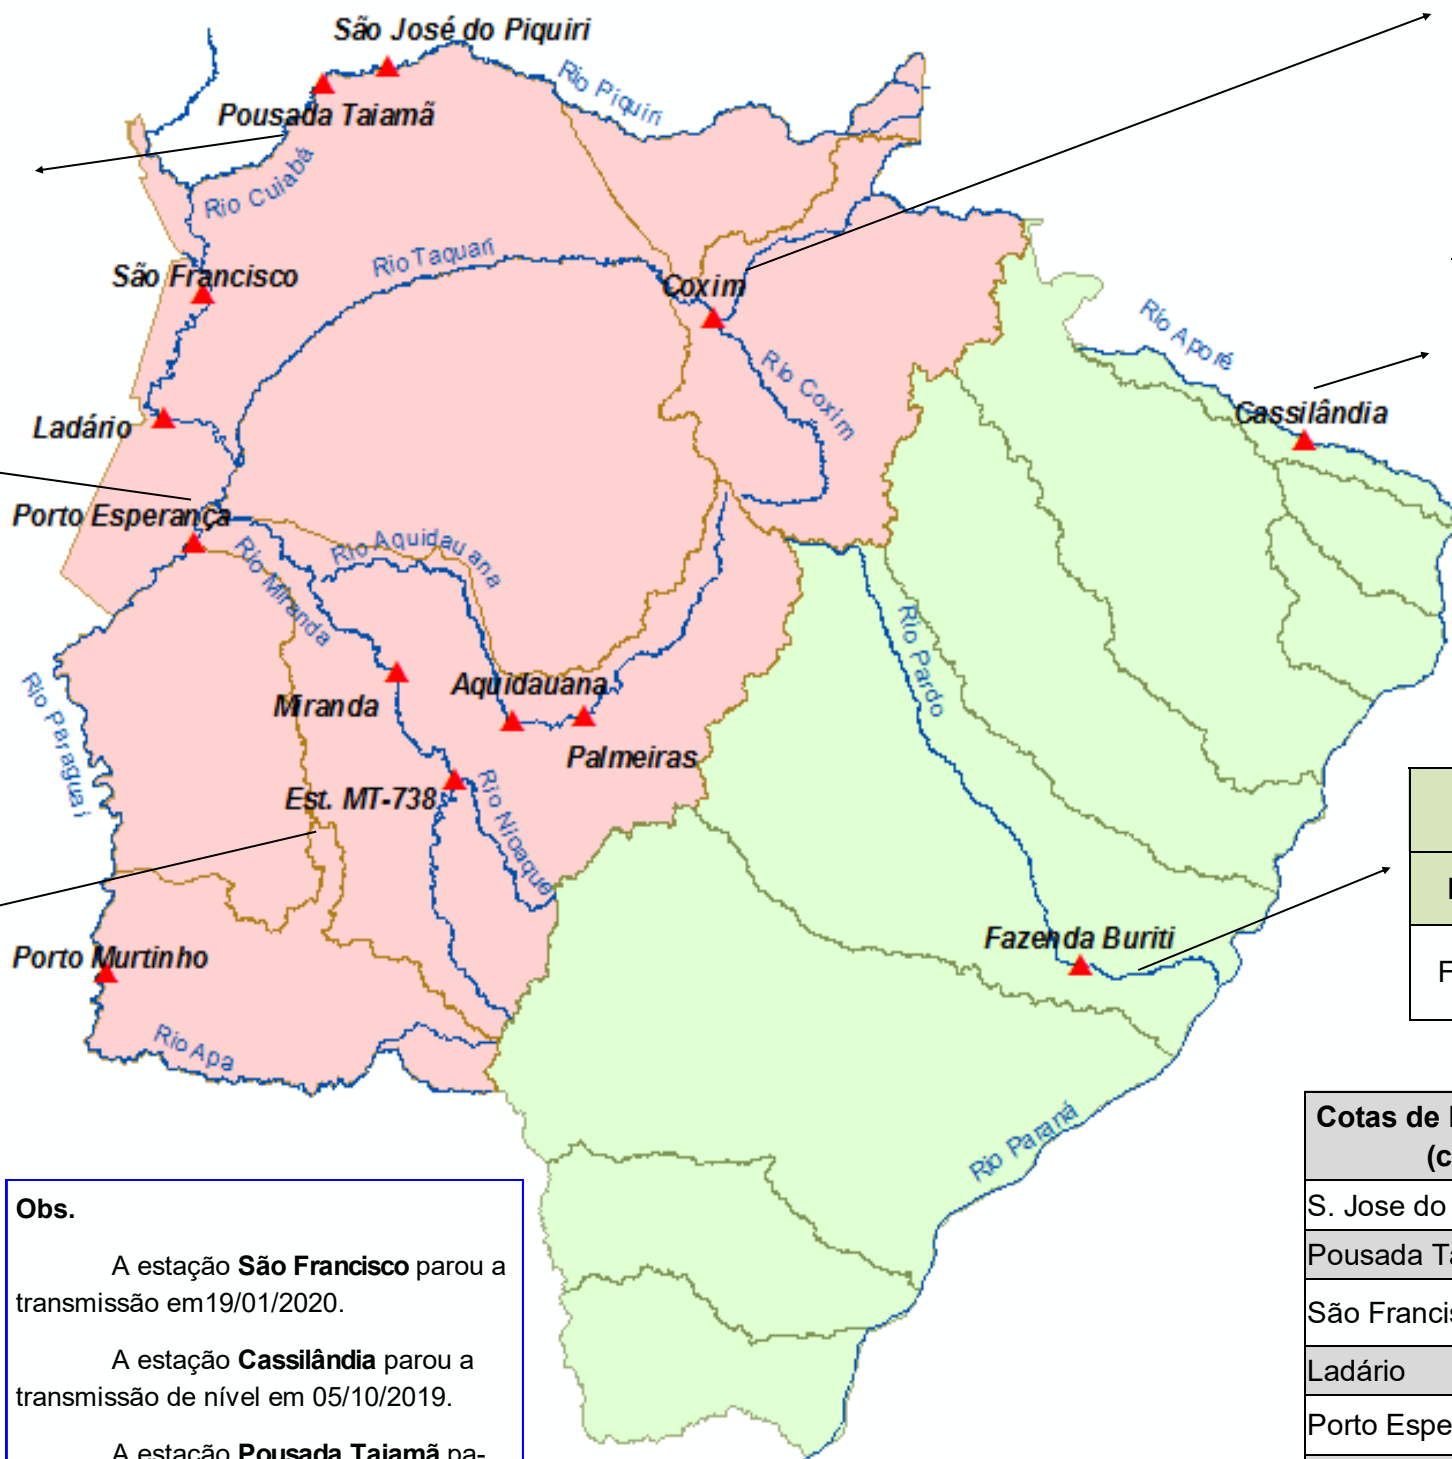 São José do Piquiri
Rio Piquiri
Pousada Taiamã
Rio Cuiabá
Rio Taquari
São Francisco
Coxim
Rio Aporé
Rio Coxim
Cassilândia
Ladário
Porto Esperança
Rio Aquidauana
Rio Miranda
Rio Pardo
Rio Paraguai
Aquidauana
Miranda
Palmeiras
Est. MT-738
Rio Nioaque
Fazenda Buriti
Porto Murtinho
Rio Apa
Rio Paraná
F
Cotas de
(c
S. Jose do
Pousada Ta
São Francis
Ladário
Porto Espe
Obs.
A estação São Francisco parou a
transmissão em19/01/2020.
A estação Cassilândia parou a
transmissão de nível em 05/10/2019.
A estação Pousada Taiamã pa-